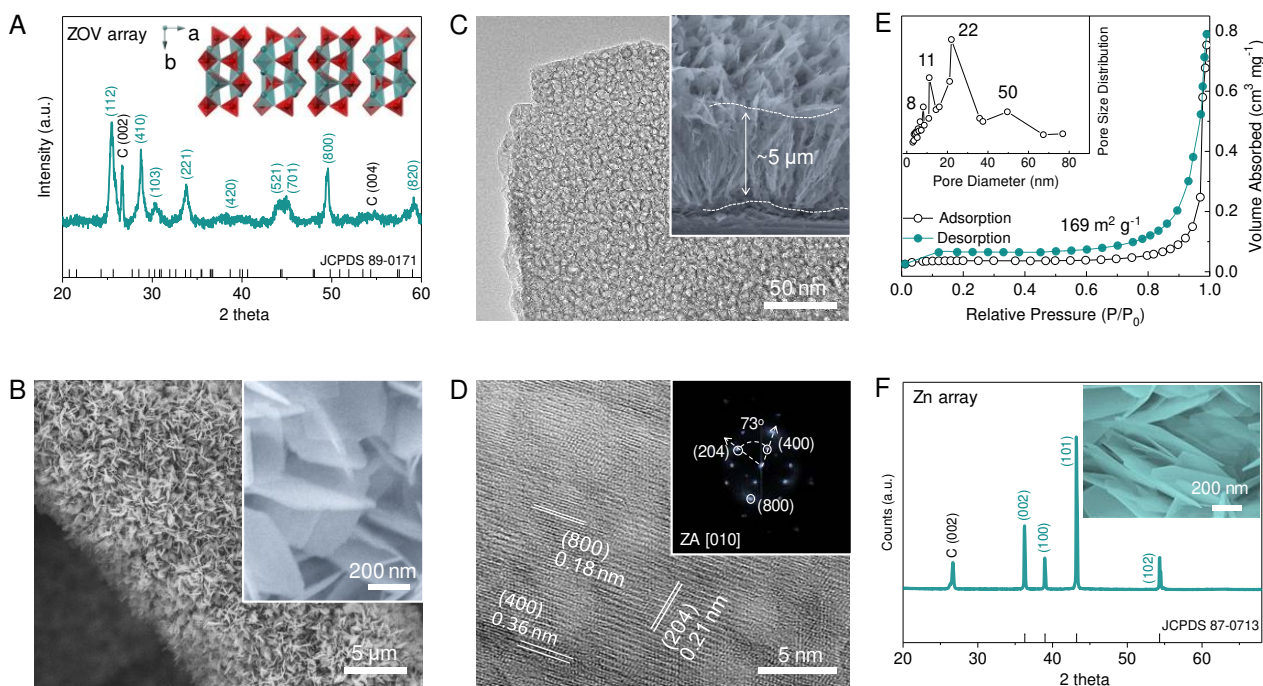 A
ZOV array
a
b
(112)
C (002)
(410)
(103)
(221)
(420)
(521)
(701)
(800)
C (004)
(820)
JCPDS 89-0171
Intensity (a.u.)
20 30 40 50 60
2 theta
B
200 nm
5 µm
C
~5 µm
50 nm
D
73°
(204)
(400)
(800)
ZA [010]
(800)
0.18 nm
(400)
0.36 nm
(204)
0.21 nm
5 nm
E
8
11
22
50
0 20 40 60 80
Pore Diameter (nm)
Pore Size Distribution
Adsorption
Desorption
169 m² g⁻¹
0.8
0.6
0.4
0.2
0.0
Volume Absorbed (cm³ mg⁻¹)
0.0 0.2 0.4 0.6 0.8 1.0
Relative Pressure (P/P₀)
F
Zn array
C (002)
(002)
(100)
(101)
(102)
200 nm
JCPDS 87-0713
Counts (a.u.)
20 30 40 50 60
2 theta